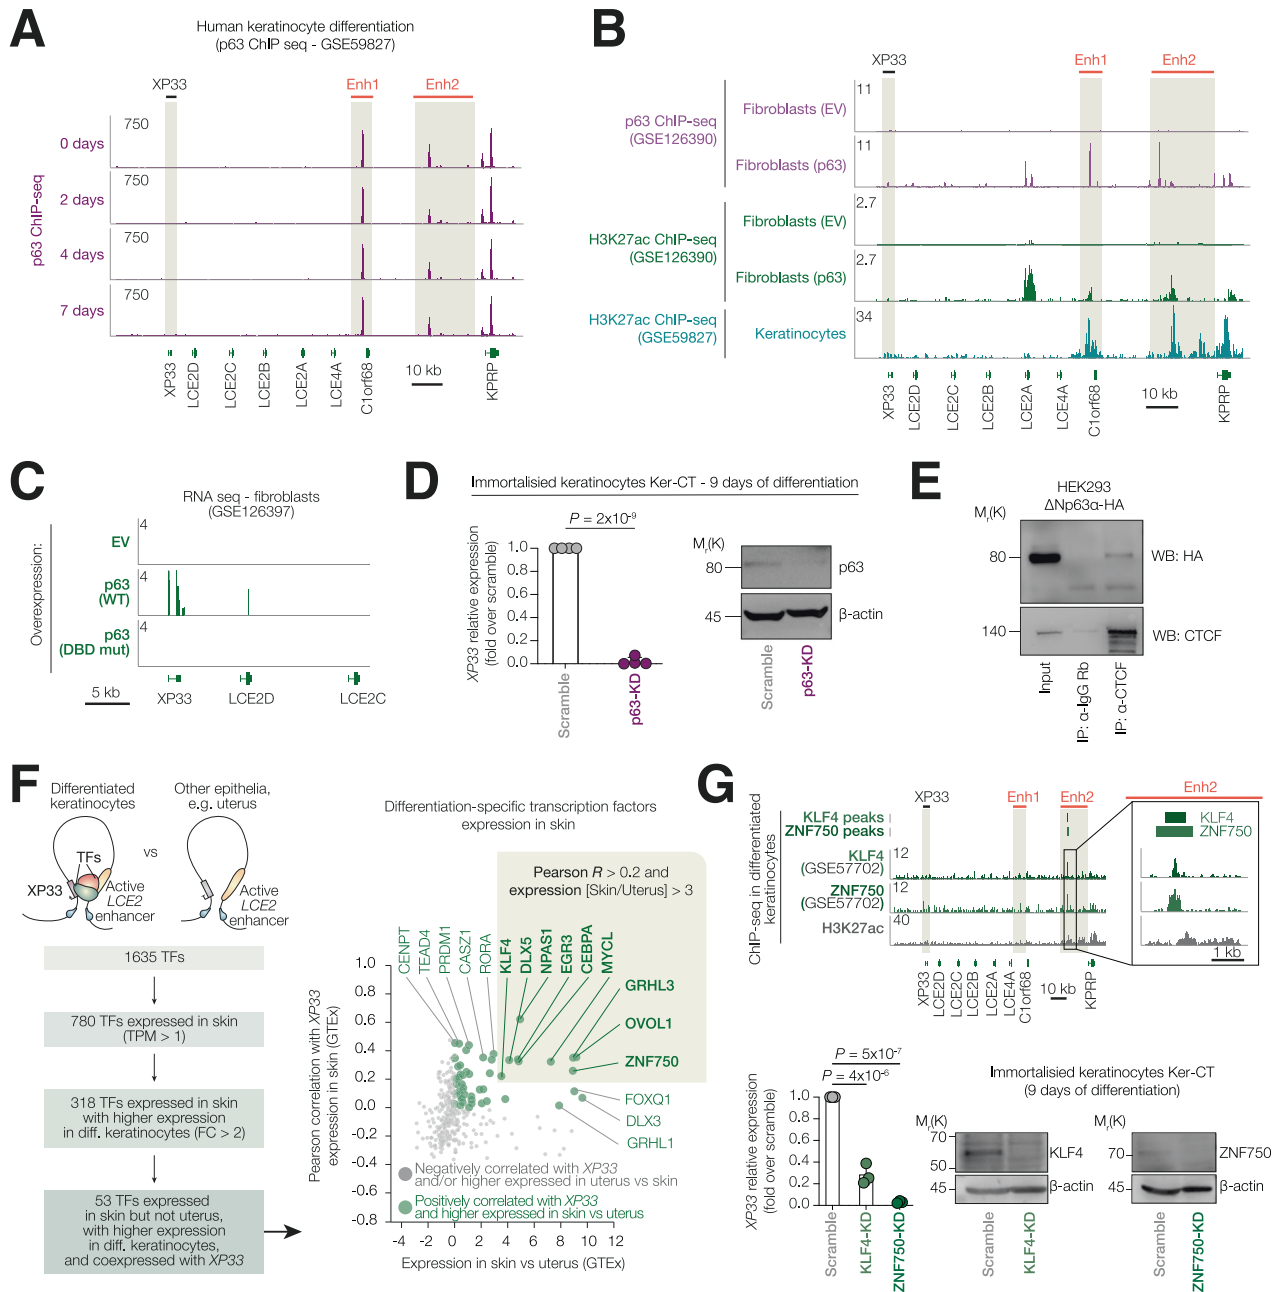 A
Human keratinocyte differentiation
(p63 ChIP seq - GSE59827)
XP33
Enh1
Enh2
p63 ChIP-seq
0 days
750
2 days
750
4 days
750
7 days
750
XP33
LCE2D
LCE2C
LCE2B
LCE2A
LCE4A
C1orf68
10 kb
KPRP
B
XP33
Enh1
Enh2
p63 ChIP-seq
(GSE126390)
Fibroblasts (EV)
11
Fibroblasts (p63)
11
H3K27ac ChIP-seq
(GSE126390)
Fibroblasts (EV)
2.7
Fibroblasts (p63)
2.7
H3K27ac ChIP-seq
(GSE59827)
Keratinocytes
34
XP33
LCE2D
LCE2C
LCE2B
LCE2A
LCE4A
C1orf68
10 kb
KPRP
C
RNA seq - fibroblasts
(GSE126397)
Overexpression:
EV
4
p63
(WT)
4
p63
(DBD mut)
4
5 kb
XP33
LCE2D
LCE2C
D
Immortalised keratinocytes Ker-CT - 9 days of differentiation
P = 2x10-9
XP33 relative expression
(fold over scramble)
1.0
0.8
0.6
0.4
0.2
0.0
Scramble
p63-KD
Mr(K)
80
p63
45
β-actin
Scramble
p63-KD
E
HEK293
ΔNp63α-HA
Mr(K)
80
WB: HA
140
WB: CTCF
Input
IP: α-IgG Rb
IP: α-CTCF
F
Differentiated
keratinocytes
Other epithelia,
e.g. uterus
TFs
vs
XP33
Active
LCE2
enhancer
Active
LCE2
enhancer
1635 TFs
780 TFs expressed in skin
(TPM > 1)
318 TFs expressed in skin
with higher expression
in diff. keratinocytes (FC > 2)
53 TFs expressed
in skin but not uterus,
with higher expression
in diff. keratinocytes,
and coexpressed with XP33
Differentiation-specific transcription factors
expression in skin
Pearson R > 0.2 and
expression [Skin/Uterus] > 3
CENPT
TEAD4
PRDM1
CASZ1
RORA
KLF4
DLX5
NPAS1
EGR3
CEBPA
MYCL
GRHL3
OVOL1
ZNF750
FOXQ1
DLX3
GRHL1
Pearson correlation with XP33
expression in skin (GTEx)
1.0
0.8
0.6
0.4
0.2
0.0
-0.2
-0.4
-0.6
-0.8
Negatively correlated with XP33
and/or higher expressed in uterus vs skin
Positively correlated with XP33
and higher expressed in skin vs uterus
-4
-2
0
2
4
6
8
10
12
Expression in skin vs uterus (GTEx)
G
XP33
Enh1
Enh2
Enh2
ChIP-seq in differentiated
keratinocytes
KLF4 peaks
ZNF750 peaks
KLF4
(GSE57702)
12
ZNF750
(GSE57702)
12
H3K27ac
40
KLF4
ZNF750
1 kb
XP33
LCE2D
LCE2C
LCE2B
LCE2A
LCE4A
C1orf68
10 kb
KPRP
P = 5x10-7
P = 4x10-6
XP33 relative expression
(fold over scramble)
1.0
0.8
0.6
0.4
0.2
0.0
Scramble
KLF4-KD
ZNF750-KD
Immortalised keratinocytes Ker-CT
(9 days of differentiation)
Mr(K)
70
50
KLF4
45
β-actin
Scramble
KLF4-KD
Mr(K)
70
ZNF750
45
β-actin
Scramble
ZNF750-KD